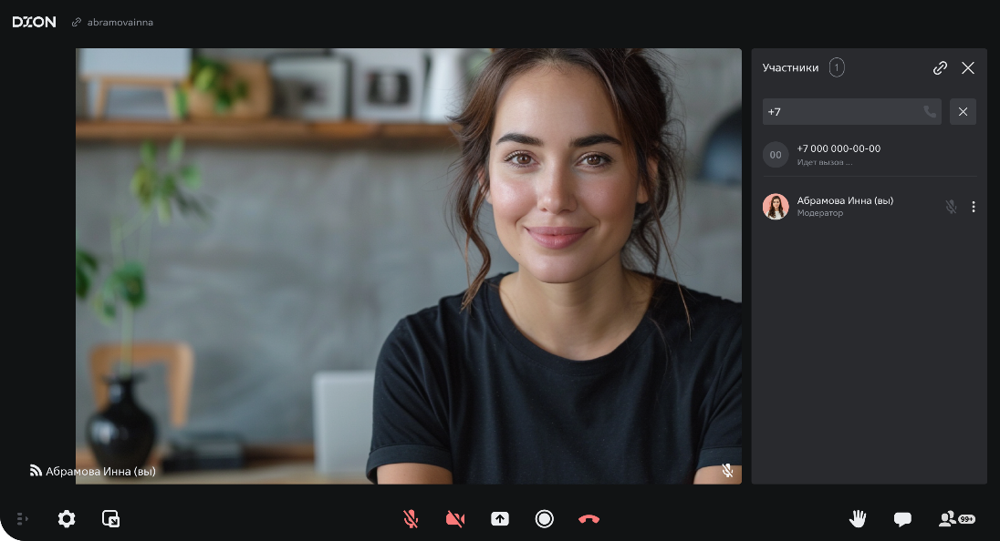 DION
abramovainna
Участники 1
+7
00
+7 000 000-00-00
Идет вызов ...
Абрамова Инна (вы)
Модератор
Абрамова Инна (вы)
99+